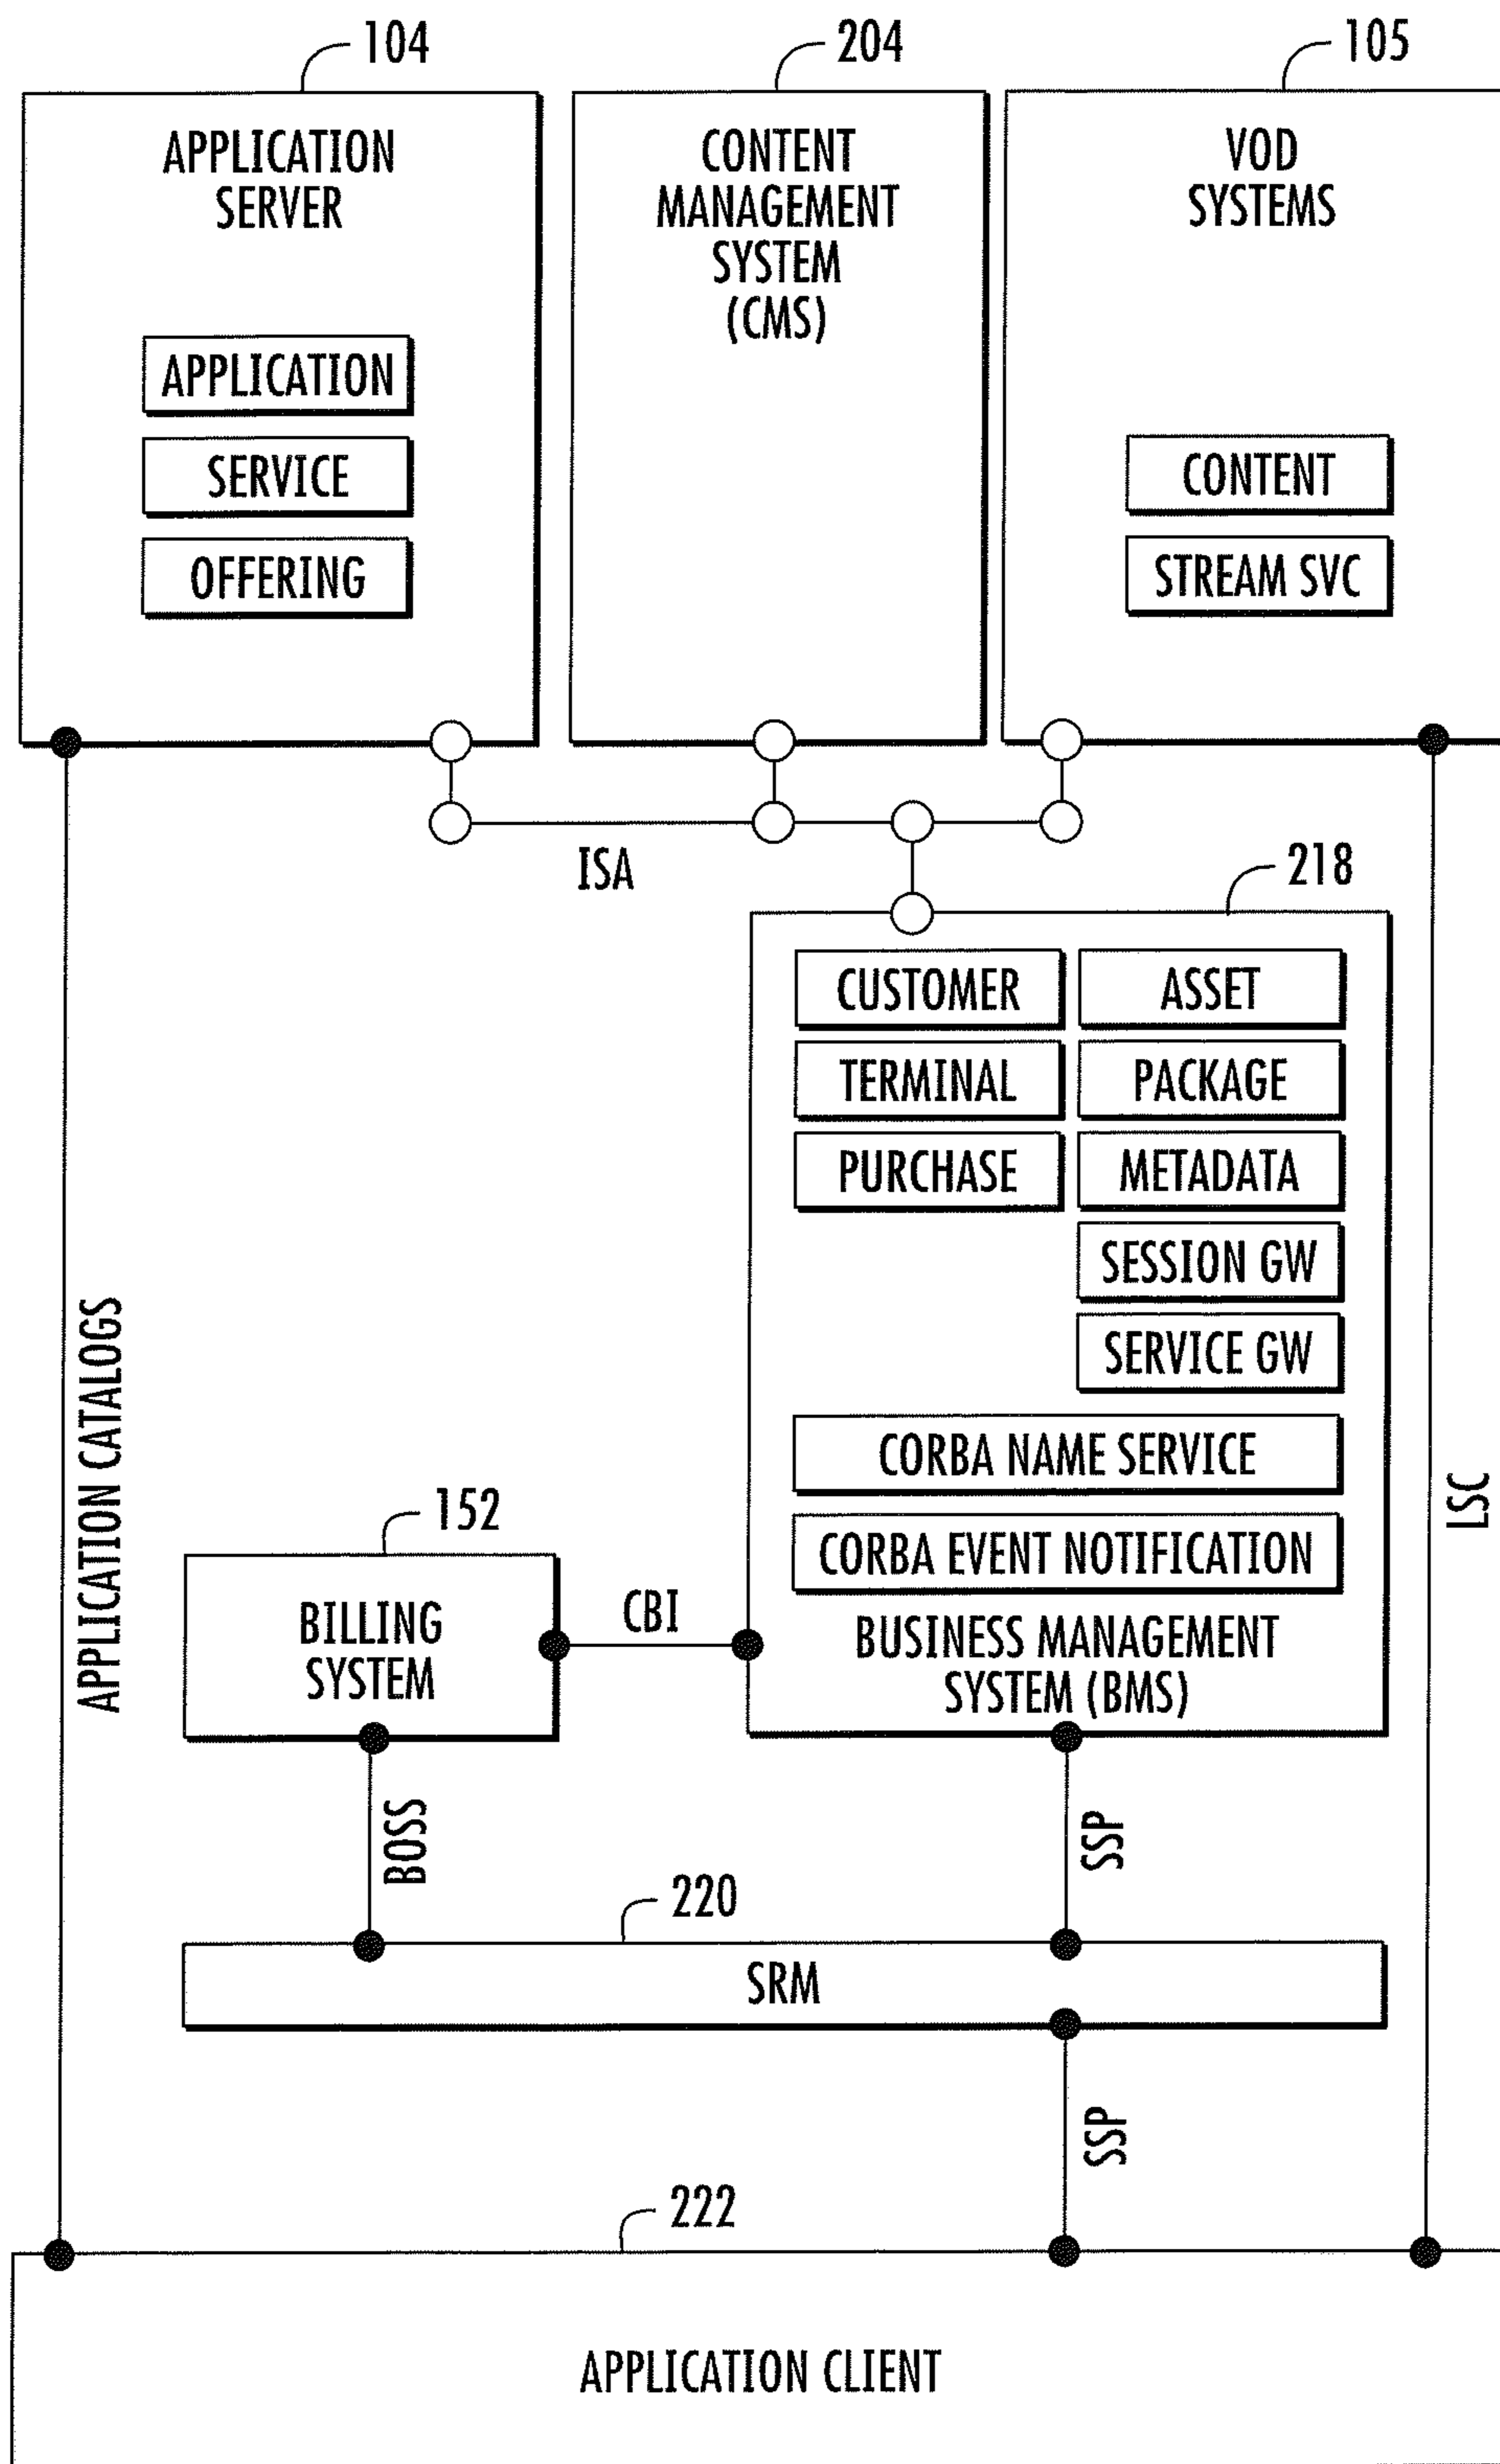 104
204
105
APPLICATION
SERVER
CONTENT
MANAGEMENT
SYSTEM
(CMS)
VOD
SYSTEMS
APPLICATION
SERVICE
OFFERING
CONTENT
STREAM SVC
ISA
218
CUSTOMER
ASSET
TERMINAL
PACKAGE
PURCHASE
METADATA
SESSION GW
SERVICE GW
CORBA NAME SERVICE
CORBA EVENT NOTIFICATION
BUSINESS MANAGEMENT
SYSTEM (BMS)
APPLICATION CATALOGS
LSC
152
BILLING
SYSTEM
CBI
BOSS
SSP
220
SRM
SSP
222
APPLICATION CLIENT